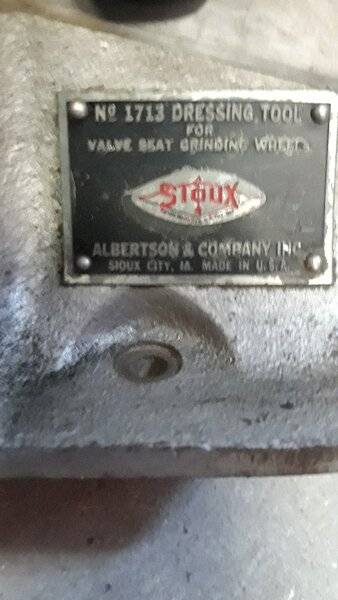 Nº 1713 DRESSING TOOL
FOR
VALVE SEAT GRINDING WHEELS
SIOUX
ALBERTSON & COMPANY INC.
SIOUX CITY, IA. MADE IN U.S.A.